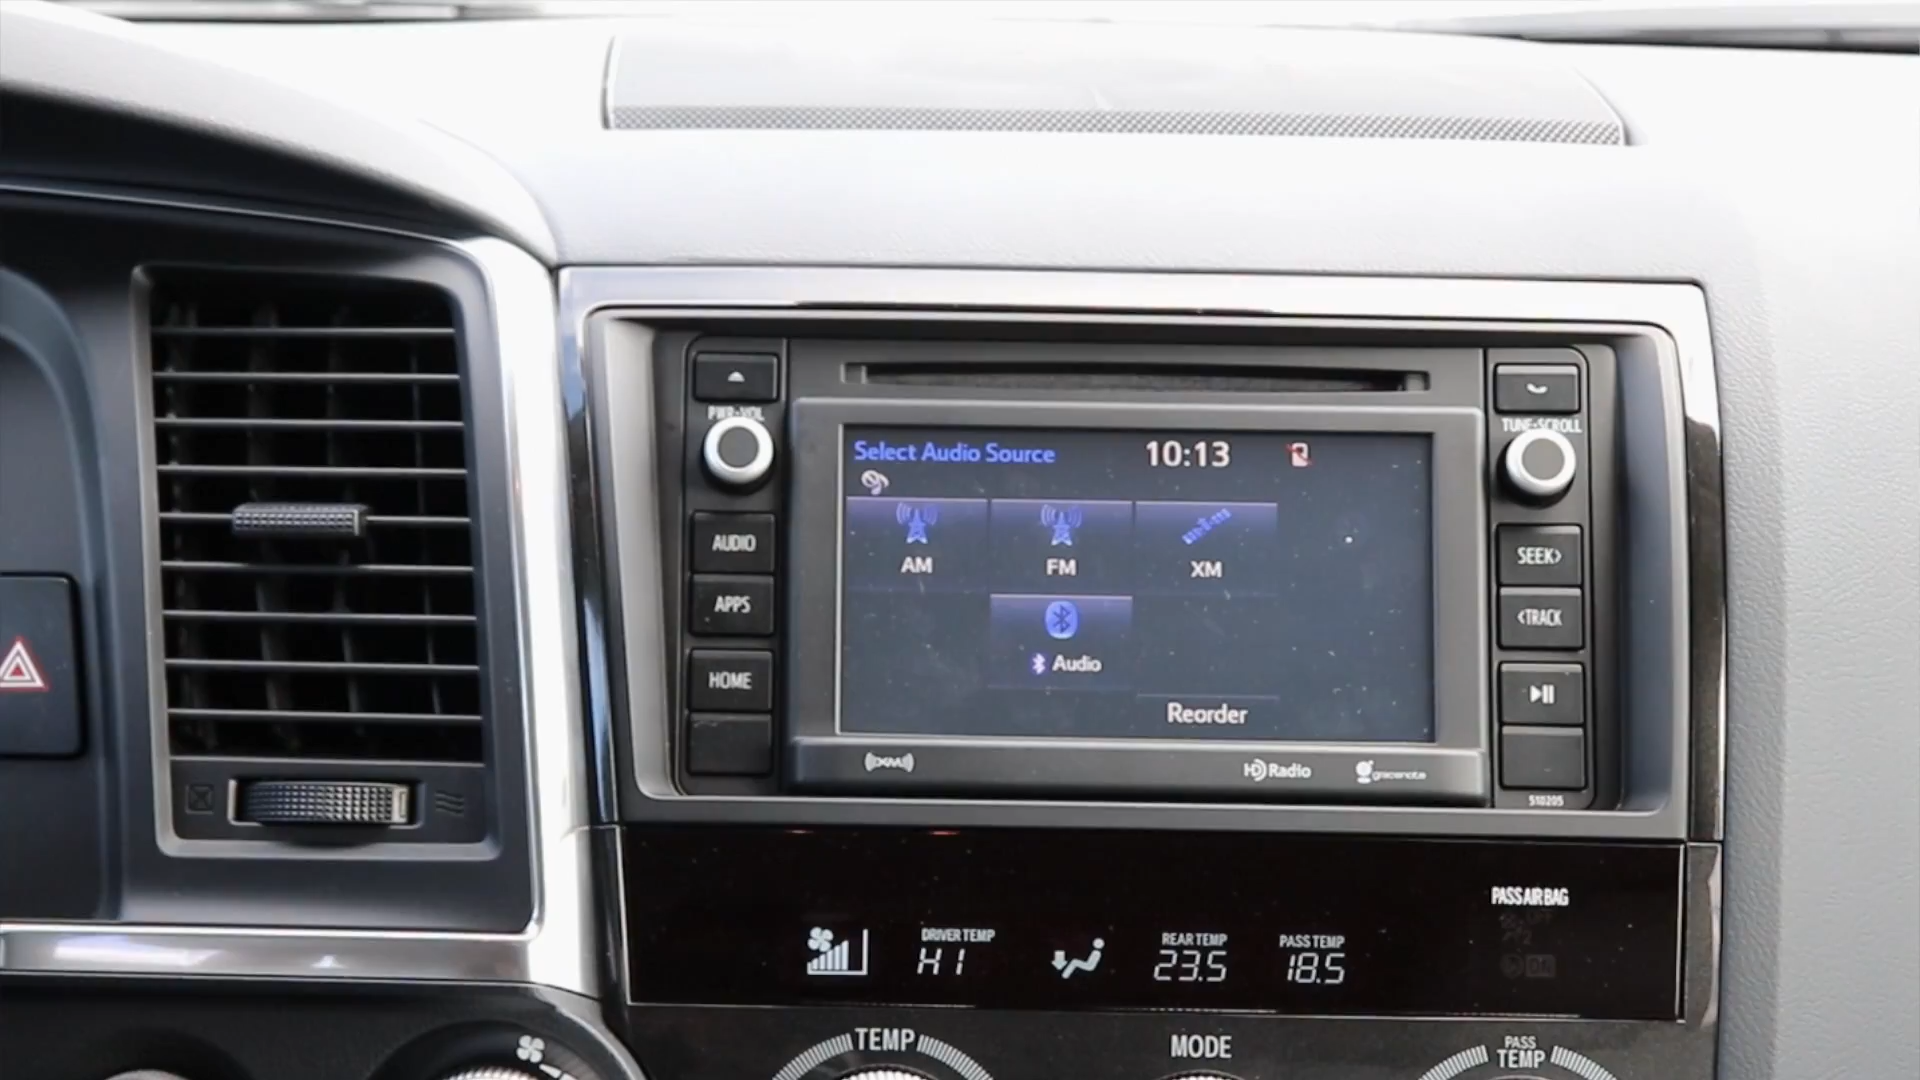 PWR•VOL
TUNE•SCROLL
Select Audio Source
10:13
AUDIO
AM
FM
XM
SEEK>
APPS
<TRACK
HOME
Audio
Reorder
((XM))
HD Radio
gracenote
510205
PASS AIR BAG
DRIVER TEMP
HI
REAR TEMP
23.5
PASS TEMP
18.5
TEMP
MODE
PASS
TEMP